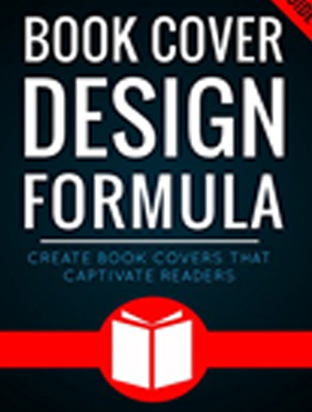 BOOK COVER
DESIGN
FORMULA
CREATE BOOK COVERS THAT
CAPTIVATE READERS